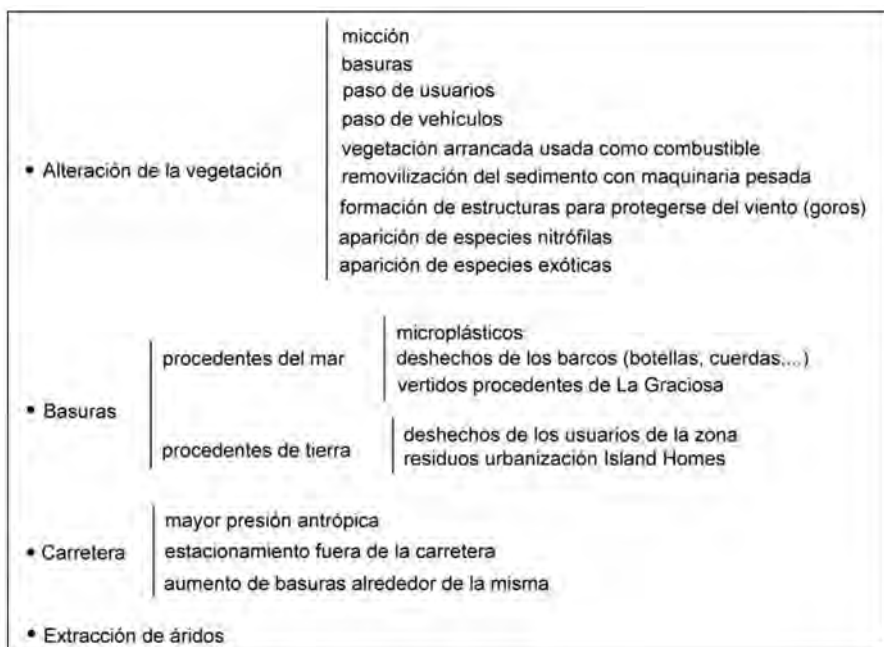 micción
basuras
paso de usuarios
paso de vehículos
vegetación arrancada usada como combustible
• Alteración de la vegetación
removilización del sedimento con maquinaria pesada
formación de estructuras para protegerse del viento (goros)
aparición de especies nitrófilas
aparición de especies exóticas
microplásticos
procedentes del mar
deshechos de los barcos (botellas, cuerdas,...)
vertidos procedentes de La Graciosa
• Basuras
deshechos de los usuarios de la zona
procedentes de tierra
residuos urbanización Island Homes
mayor presión antrópica
• Carretera
estacionamiento fuera de la carretera
aumento de basuras alrededor de la misma
• Extracción de áridos